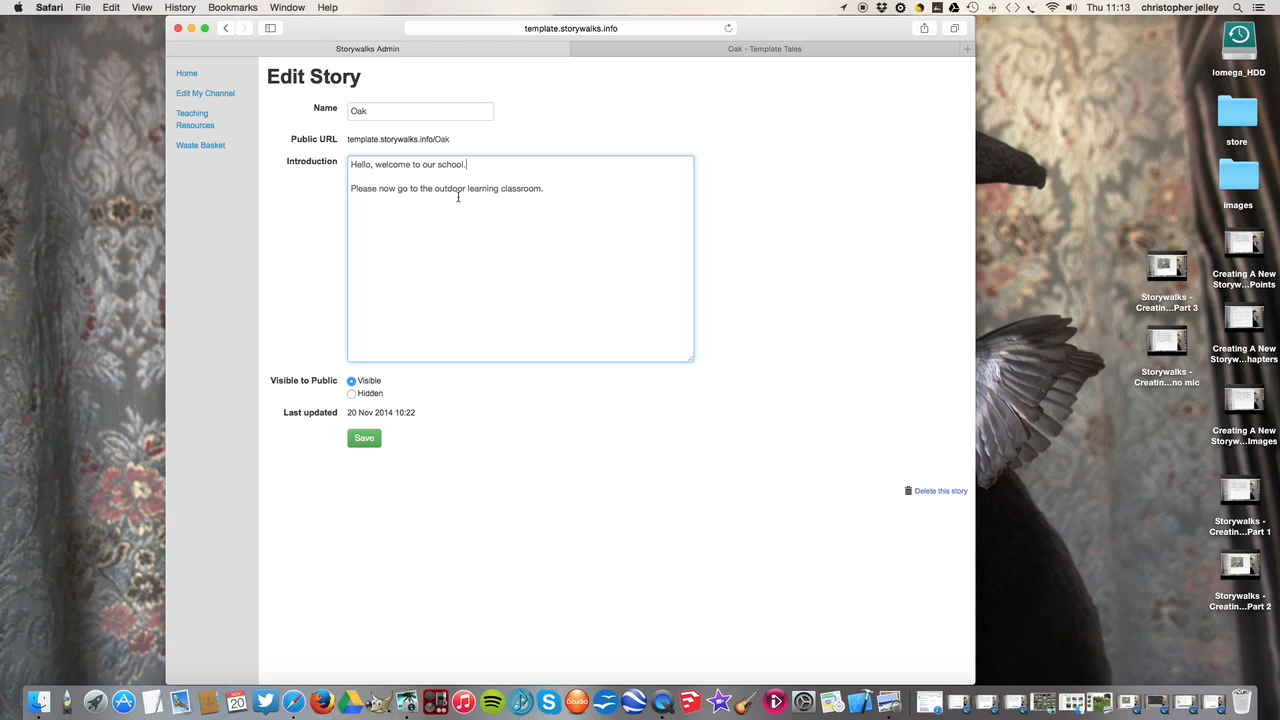 Safari File Edit View History Bookmarks Window Help
Thu 11:13 christopher jelley
template.storywalks.info
Storywalks Admin
Oak - Template Tales
Home
Edit My Channel
Teaching
Resources
Waste Basket
Edit Story
Name
Oak
Public URL
template.storywalks.info/Oak
Introduction
Hello, welcome to our school.
Please now go to the outdoor learning classroom.
Visible to Public
Visible
Hidden
Last updated
20 Nov 2014 10:22
Save
Delete this story
Iomega_HDD
store
images
Creating A New
Storyw...Points
Storywalks -
Creatin...Part 3
Creating A New
Storyw...hapters
Storywalks -
Creatin...no mic
Creating A New
Storyw...Images
Storywalks -
Creatin...Part 1
Storywalks -
Creatin...Part 2
NOV
20
iStudio